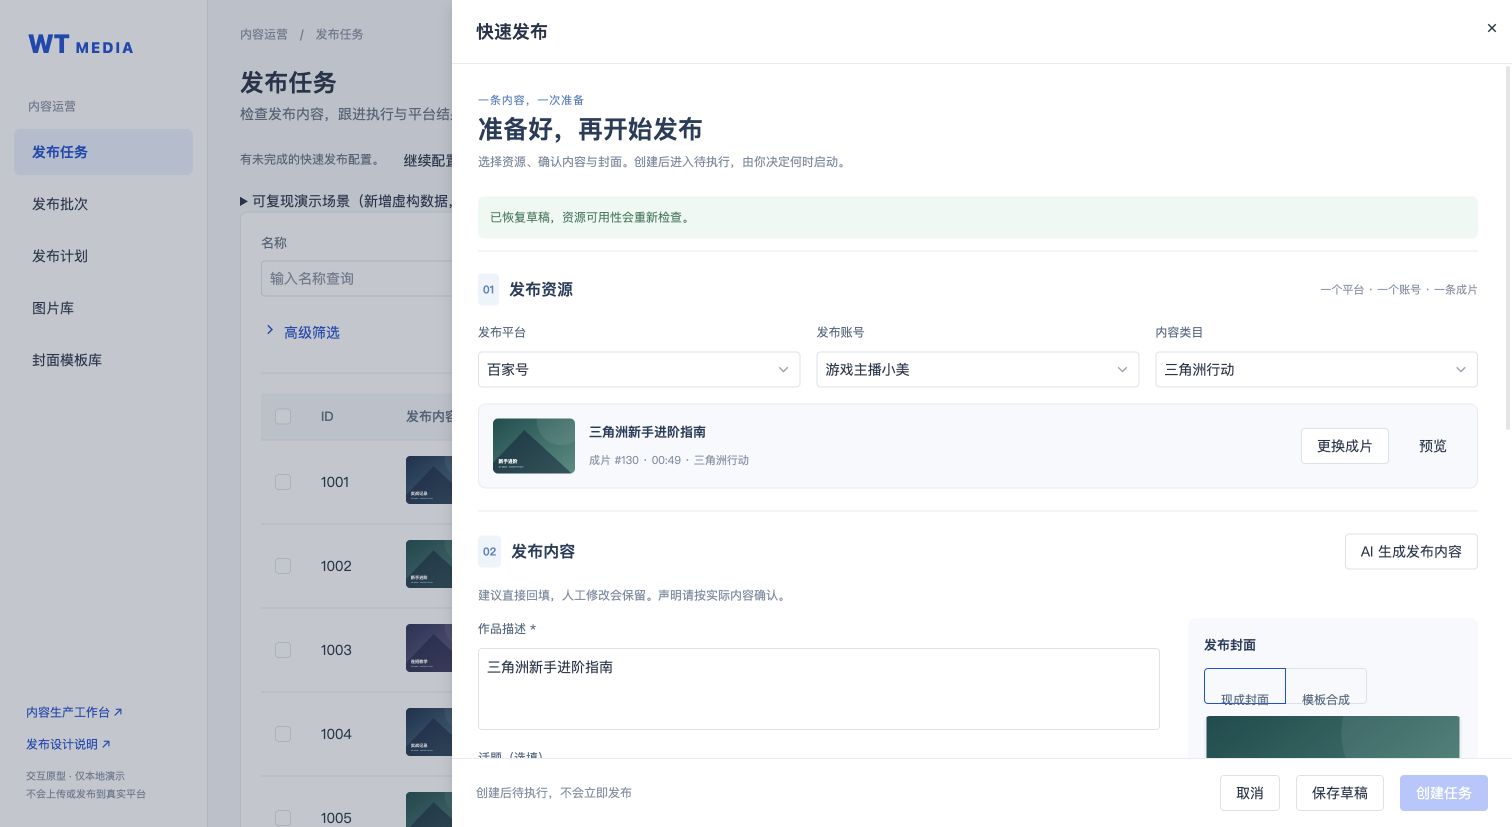 WT MEDIA
内容运营
发布任务
发布批次
发布计划
图片库
封面模板库
内容生产工作台
发布设计说明
交互原型 · 仅本地演示
不会上传或发布到真实平台
内容运营 / 发布任务
发布任务
检查发布内容，跟进执行与平台结
有未完成的快速发布配置。 继续配置
可复现演示场景（新增虚构数据，
名称
输入名称查询
高级筛选
ID 发布内容
1001
1002
1003
1004
1005
快速发布
一条内容，一次准备
准备好，再开始发布
选择资源、确认内容与封面。创建后进入待执行，由你决定何时启动。
已恢复草稿，资源可用性会重新检查。
01 发布资源 一个平台 · 一个账号 · 一条成片
发布平台 发布账号 内容类目
百家号 游戏主播小美 三角洲行动
新手进阶
三角洲新手进阶指南
成片 #130 · 00:49 · 三角洲行动
更换成片 预览
02 发布内容 AI 生成发布内容
建议直接回填，人工修改会保留。声明请按实际内容确认。
作品描述 *
三角洲新手进阶指南
话题（选填）
发布封面
现成封面 模板合成
创建后待执行，不会立即发布 取消 保存草稿 创建任务